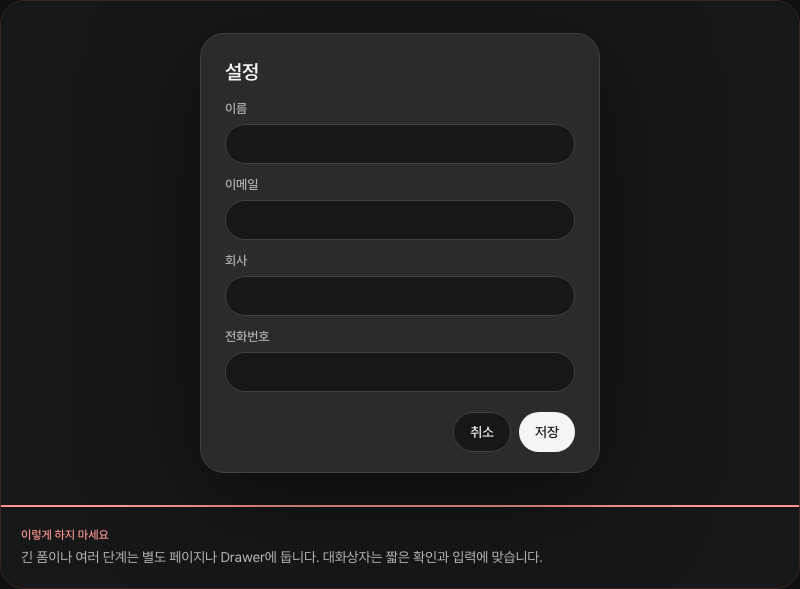 설정
이름
이메일
회사
전화번호
취소 저장
이렇게 하지 마세요
긴 폼이나 여러 단계는 별도 페이지나 Drawer에 둡니다. 대화상자는 짧은 확인과 입력에 맞습니다.